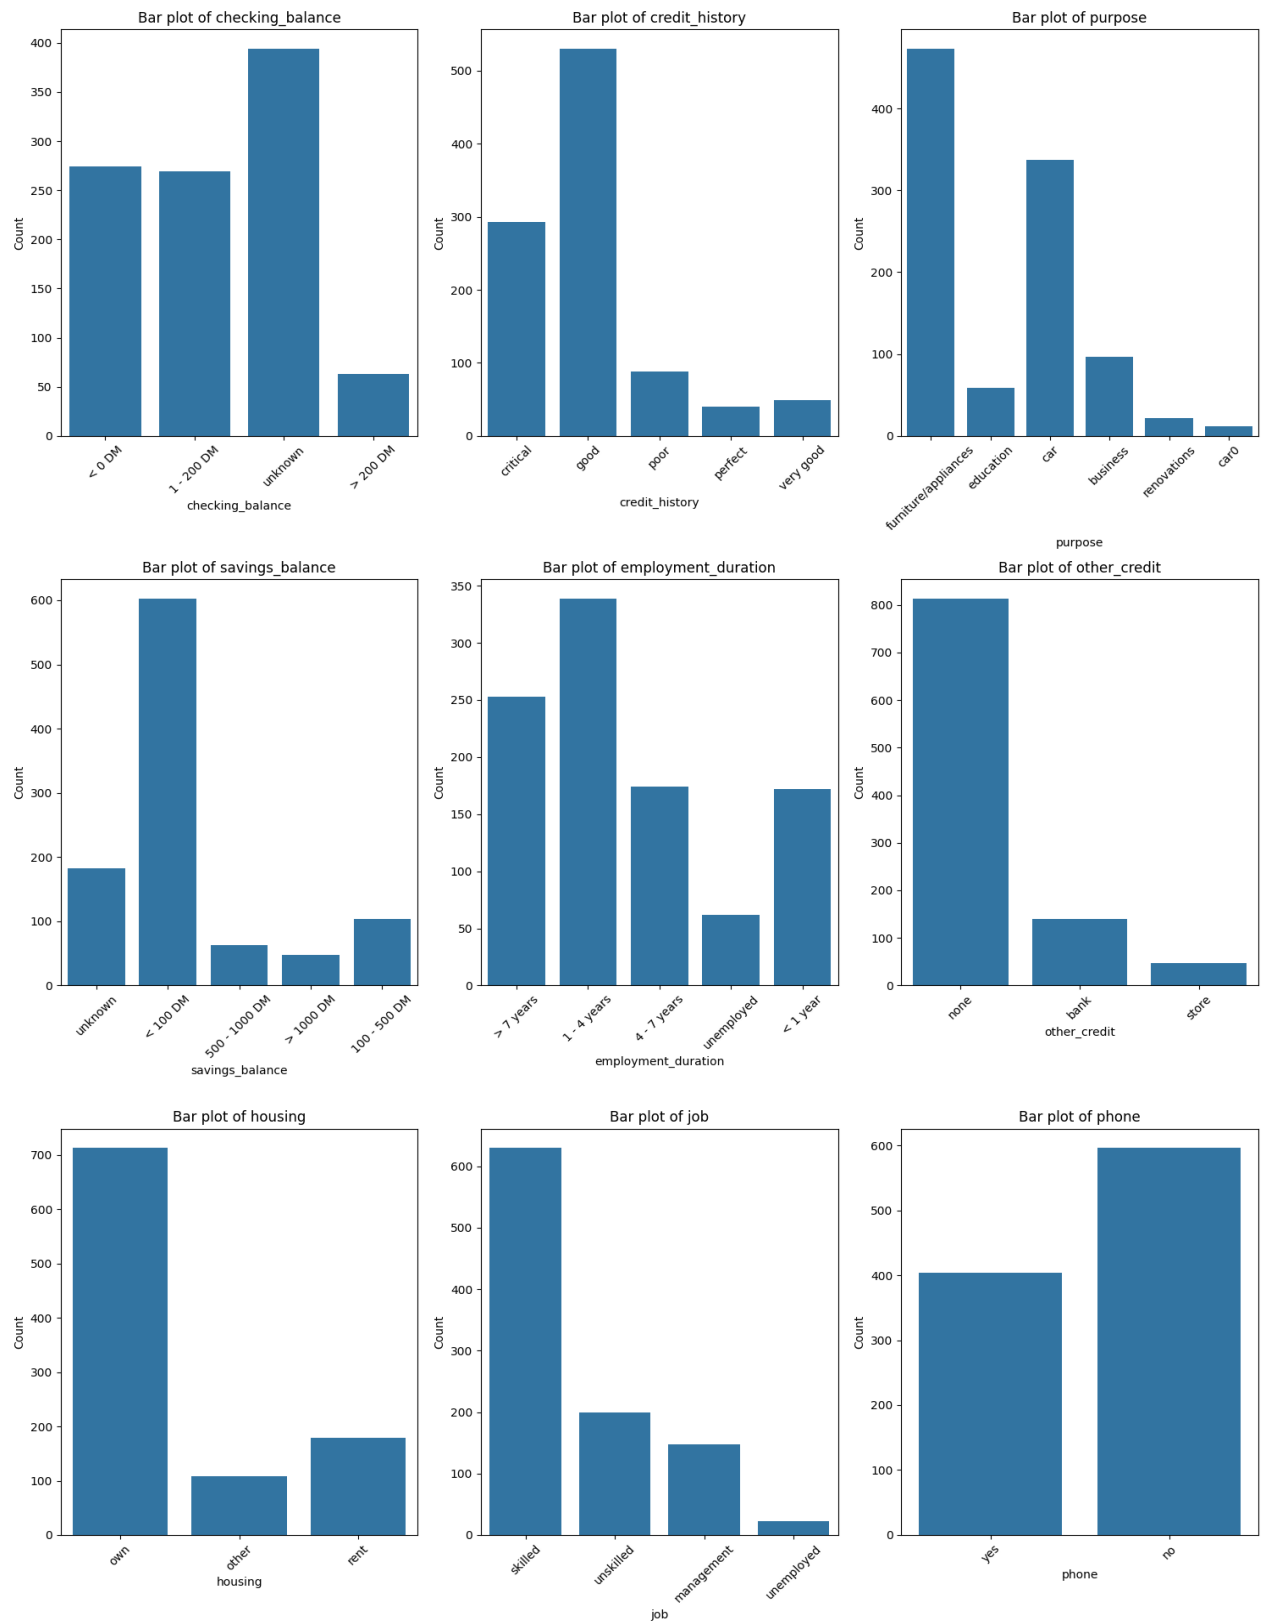 Bar plot of checking_balance
400
350
300
250
200
150
100
50
0
Count
< 0 DM
1 - 200 DM
unknown
> 200 DM
checking_balance
Bar plot of credit_history
500
400
300
200
100
0
Count
critical
good
poor
perfect
very good
credit_history
Bar plot of purpose
400
300
200
100
0
Count
furniture/appliances
education
car
business
renovations
car0
purpose
Bar plot of savings_balance
600
500
400
300
200
100
0
Count
unknown
< 100 DM
500 - 1000 DM
> 1000 DM
100 - 500 DM
savings_balance
Bar plot of employment_duration
350
300
250
200
150
100
50
0
Count
> 7 years
1 - 4 years
4 - 7 years
unemployed
< 1 year
employment_duration
Bar plot of other_credit
800
700
600
500
400
300
200
100
0
Count
none
bank
store
other_credit
Bar plot of housing
700
600
500
400
300
200
100
0
Count
own
other
rent
housing
Bar plot of job
600
500
400
300
200
100
0
Count
skilled
unskilled
management
unemployed
job
Bar plot of phone
600
500
400
300
200
100
0
Count
yes
no
phone